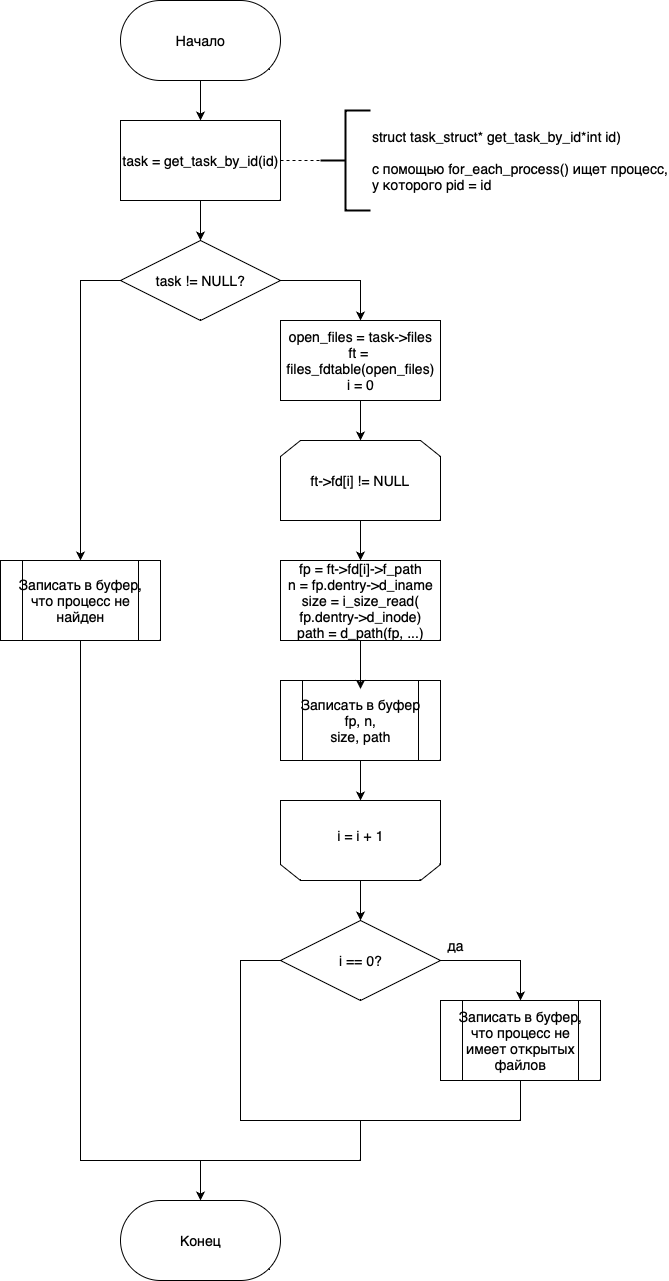 Начало
task = get_task_by_id(id)
struct task_struct* get_task_by_id*int id)
с помощью for_each_process() ищет процесс,
у которого pid = id
task != NULL?
open_files = task->files
ft =
files_fdtable(open_files)
i = 0
ft->fd[i] != NULL
Записать в буфер,
что процесс не
найден
fp = ft->fd[i]->f_path
n = fp.dentry->d_iname
size = i_size_read(
fp.dentry->d_inode)
path = d_path(fp, ...)
Записать в буфер
fp, n,
size, path
i = i + 1
i == 0?
да
Записать в буфер,
что процесс не
имеет открытых
файлов
Конец